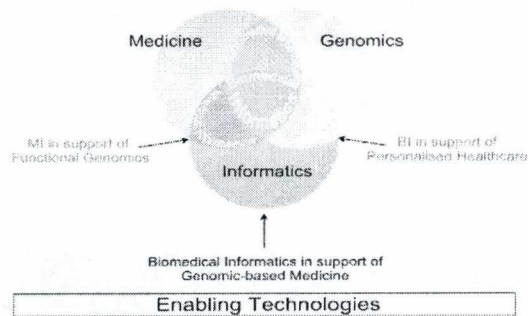 Medicine
Genomics
MI in support of
Functional Genomics
BI in support of
Personalised Healthcare
Informatics
Biomedical Informatics in support of
Genomic-based Medicine
Enabling Technologies